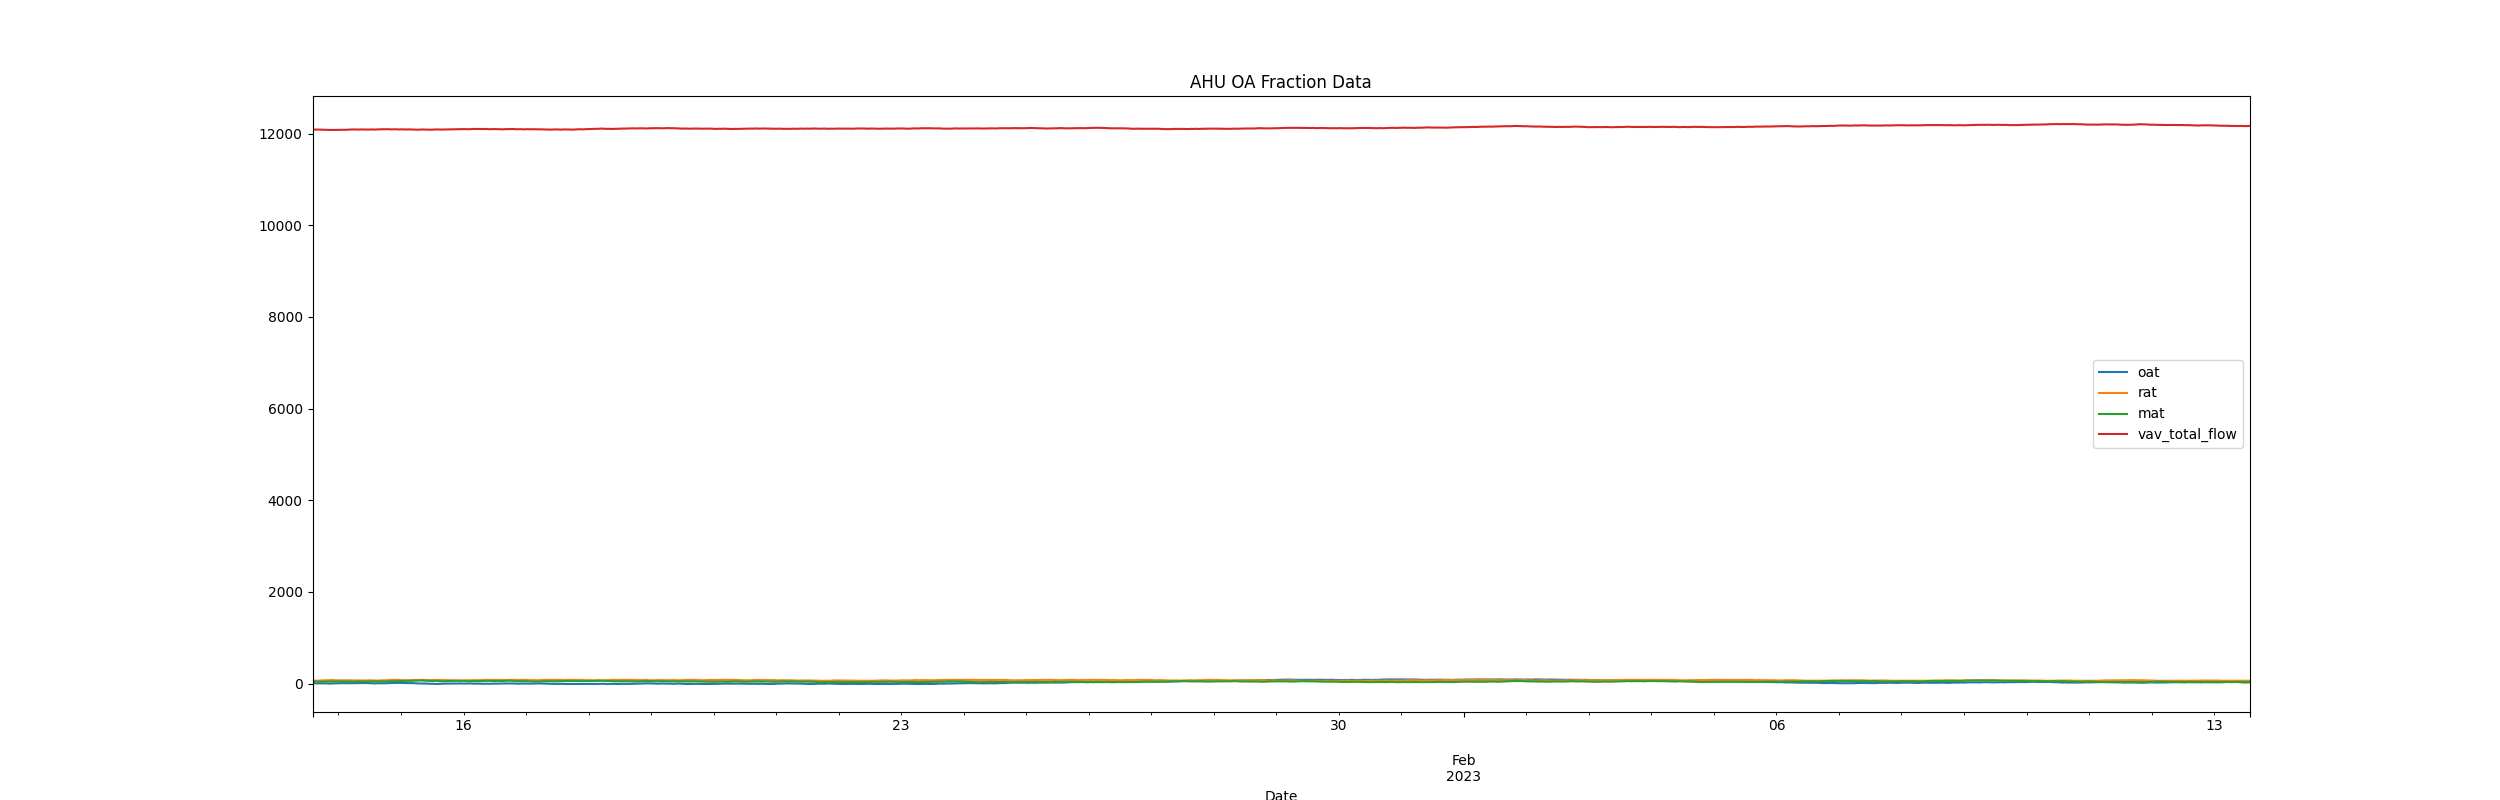 AHU OA Fraction Data
12000
10000
8000
6000
4000
2000
0
oat
rat
mat
vav_total_flow
16
23
30
06
13
Feb
2023
Date